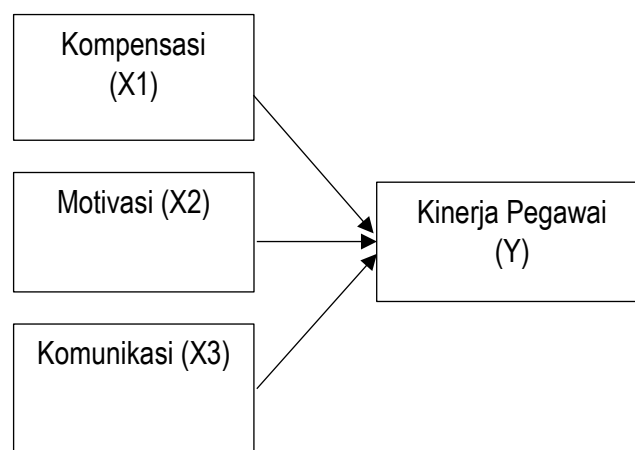 Kompensasi
(X1)
Motivasi (X2)
Kinerja Pegawai
(Y)
Komunikasi (X3)